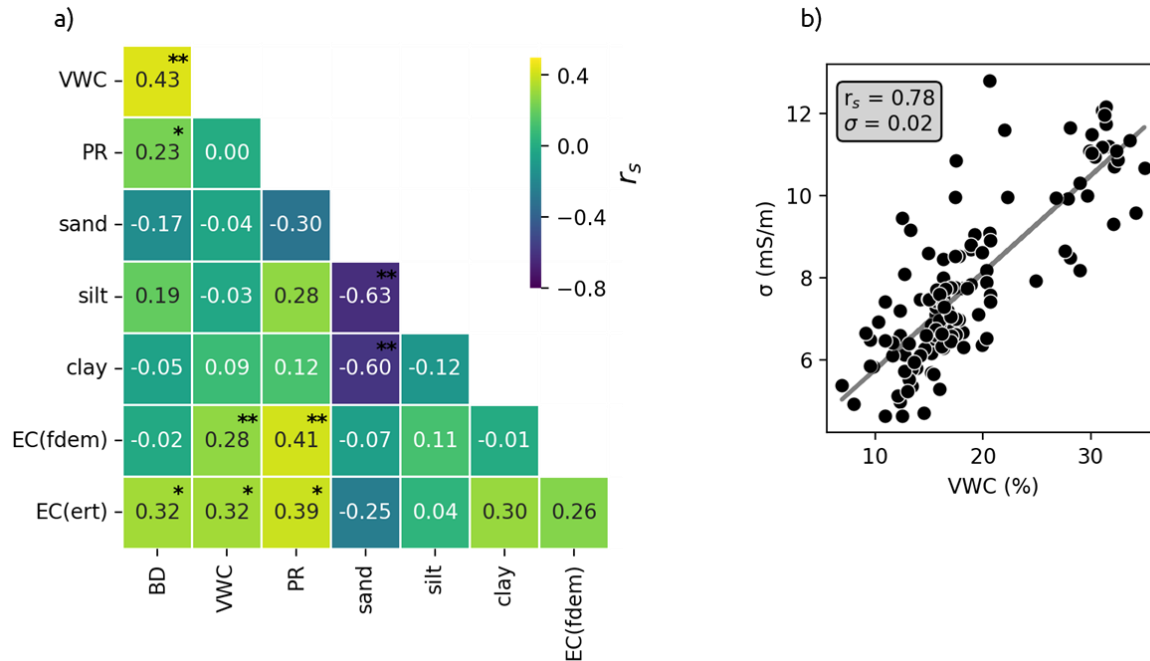 a)
VWC
**
0.43
PR
*
0.23 0.00
sand
-0.17 -0.04 -0.30
silt
**
0.19 -0.03 0.28 -0.63
clay
**
-0.05 0.09 0.12 -0.60 -0.12
EC(fdem)
** **
-0.02 0.28 0.41 -0.07 0.11 -0.01
EC(ert)
* * *
0.32 0.32 0.39 -0.25 0.04 0.30 0.26
BD VWC PR sand silt clay EC(fdem)
0.4
0.0
−0.4
−0.8
rs
b)
rs = 0.78
σ = 0.02
12
10
8
6
σ (mS/m)
10 20 30
VWC (%)